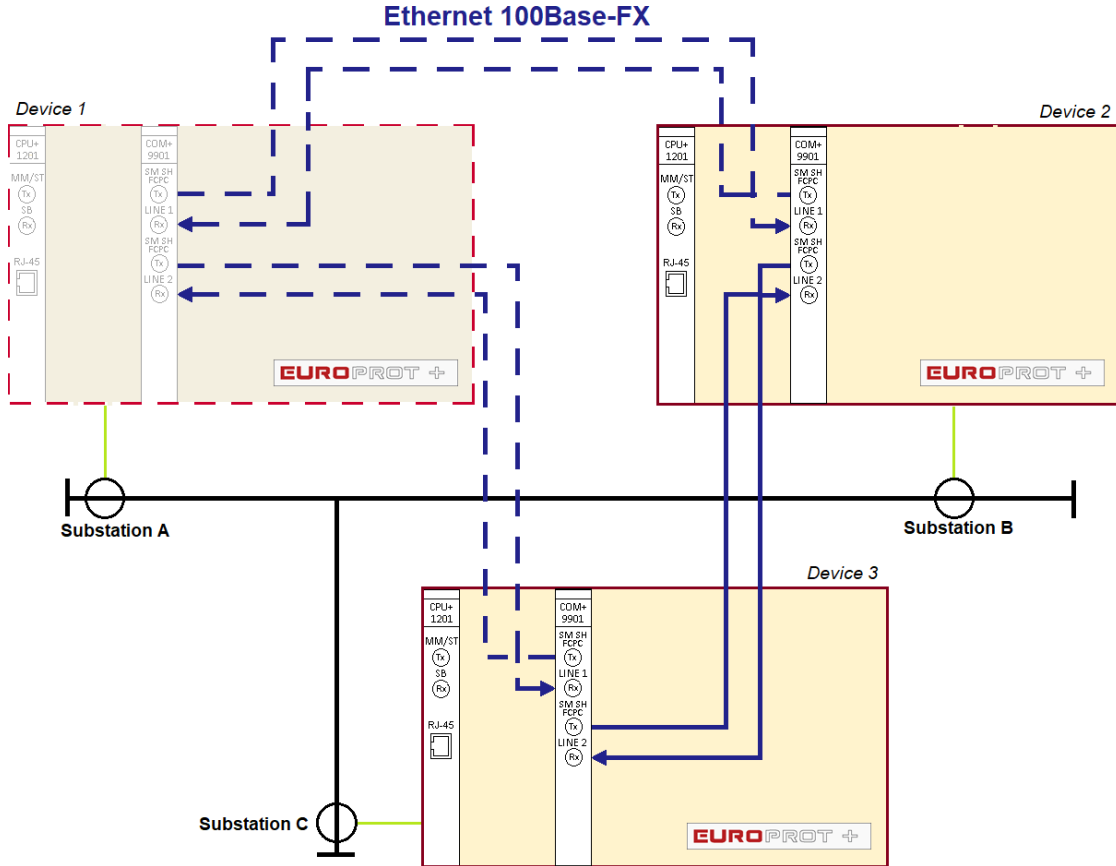 Ethernet 100Base-FX
Device 1
CPU+
1201
MM/ST
Tx
SB
Rx
RJ-45
COM+
9901
SM SH
FCPC
Tx
LINE 1
Rx
SM SH
FCPC
Tx
LINE 2
Rx
EUROPROT +
Device 2
CPU+
1201
MM/ST
Tx
SB
Rx
RJ-45
COM+
9901
SM SH
FCPC
Tx
LINE 1
Rx
SM SH
FCPC
Tx
LINE 2
Rx
EUROPROT +
Substation A
Substation B
Device 3
CPU+
1201
MM/ST
Tx
SB
Rx
RJ-45
COM+
9901
SM SH
FCPC
Tx
LINE 1
Rx
SM SH
FCPC
Tx
LINE 2
Rx
EUROPROT +
Substation C